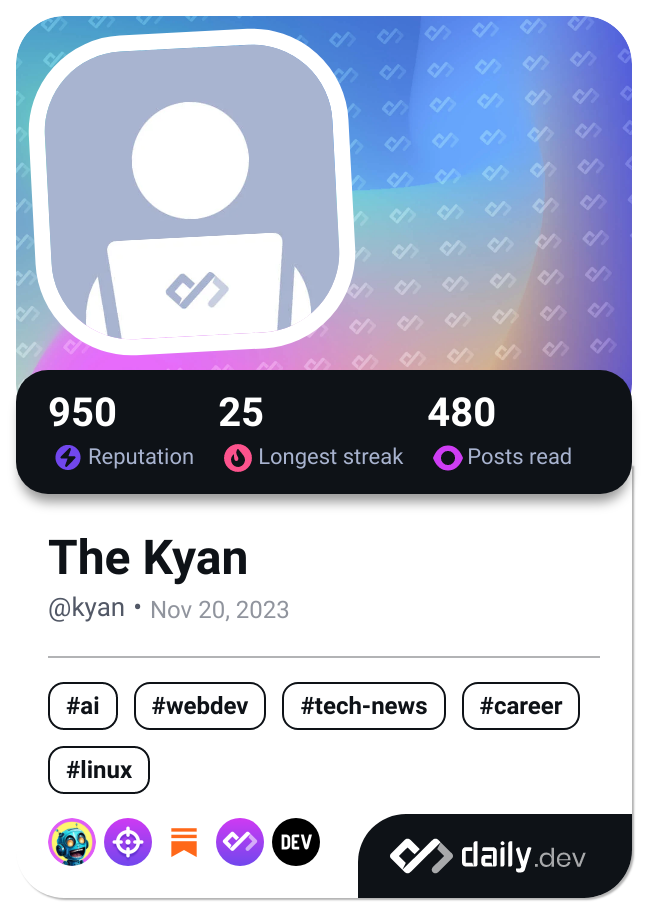 950 25 480
Reputation Longest streak Posts read
The Kyan
@kyan • Nov 20, 2023
#ai #webdev #tech-news #career
#linux
DEV
daily.dev